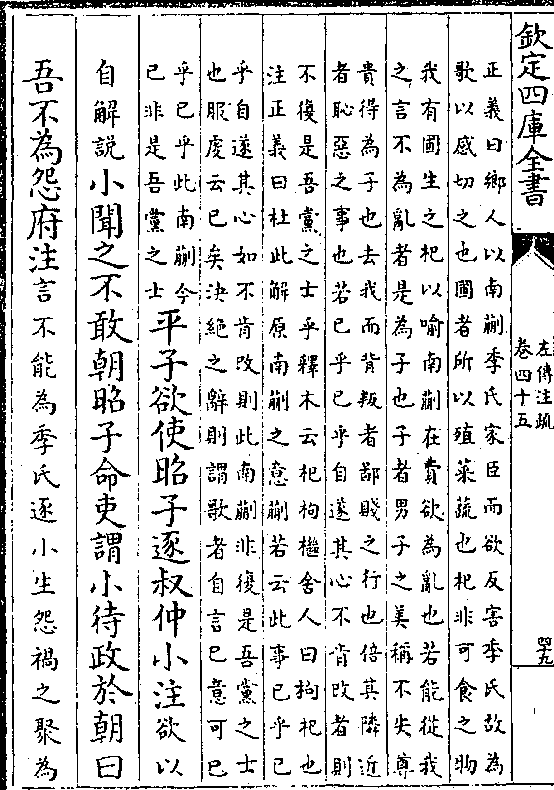 欽定四庫全書
左傳注疏
卷四十五
罕九
正義曰鄉人以南蒯季氏家臣而欲反害季氏故為
歌以感切之也圃者所以殖菜蔬也杞非可食之物
我有圃生之杞以喻南蒯在費欲為亂也若能從我
之言不為亂者是為子也子者男子之美稱不失尊
貴得為子也去我而背叛者鄙賤之行也倍其隣近
者恥惡之事也若已乎已乎自遂其心不肯改者則
不復是吾黨之士乎釋木云杞枸檵舍人曰枸杞也
注正義曰杜此解原南蒯之意蒯若云此事已乎已
乎自遂其心如不肯改則此南蒯非復是吾黨之士
也服虔云已矣決絕之辭則謂歌者自言已意可已
乎已乎此南蒯今
已非是吾黨之士
平子欲使昭子逐叔仲小注欲以
自解說小聞之不敢朝昭子命吏謂小待政於朝曰
吾不為怨府注言不能為季氏逐小生怨禍之聚為